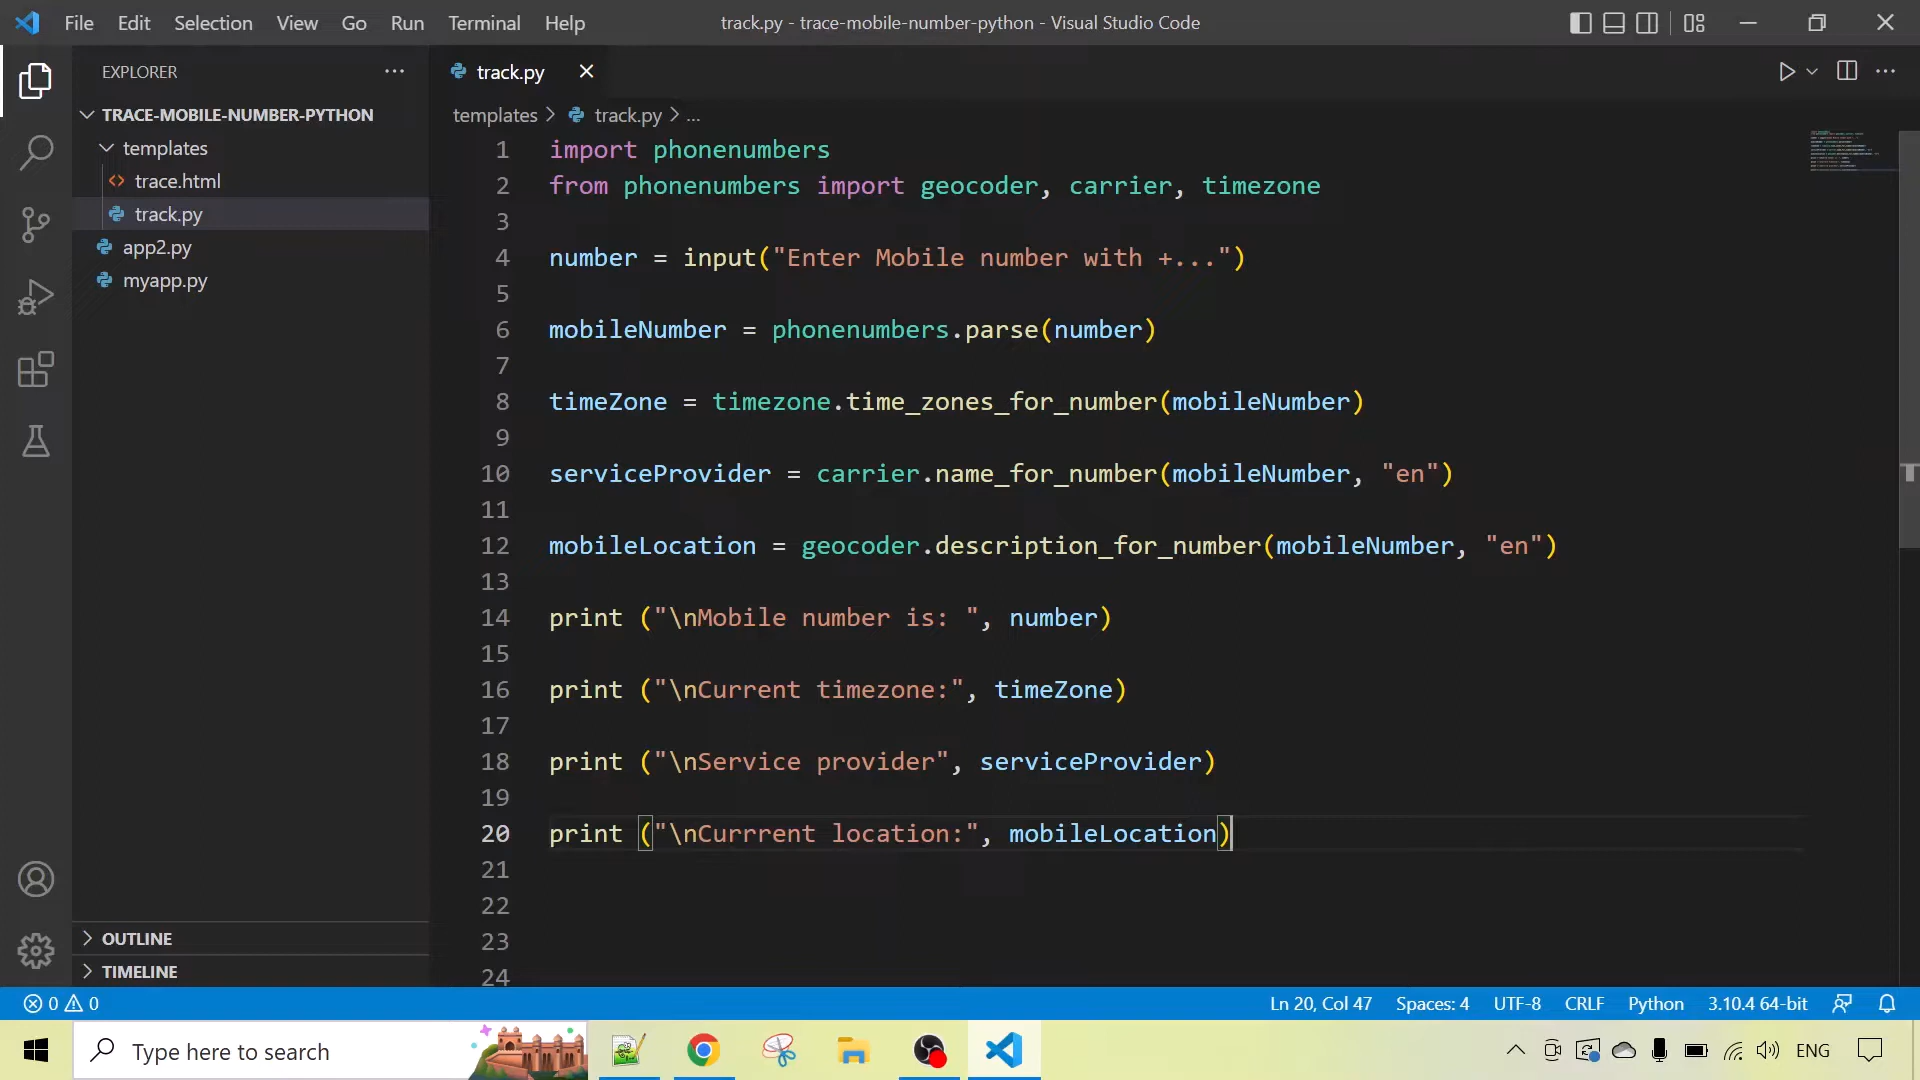 File Edit Selection View Go Run Terminal Help
track.py - trace-mobile-number-python - Visual Studio Code
EXPLORER
TRACE-MOBILE-NUMBER-PYTHON
templates
trace.html
track.py
app2.py
myapp.py
OUTLINE
TIMELINE
track.py
templates > track.py > ...
1 import phonenumbers
2 from phonenumbers import geocoder, carrier, timezone
3
4 number = input("Enter Mobile number with +...")
5
6 mobileNumber = phonenumbers.parse(number)
7
8 timeZone = timezone.time_zones_for_number(mobileNumber)
9
10 serviceProvider = carrier.name_for_number(mobileNumber, "en")
11
12 mobileLocation = geocoder.description_for_number(mobileNumber, "en")
13
14 print ("\nMobile number is: ", number)
15
16 print ("\nCurrent timezone:", timeZone)
17
18 print ("\nService provider", serviceProvider)
19
20 print ("\nCurrrent location:", mobileLocation)
21
22
23
24
0 0
Ln 20, Col 47 Spaces: 4 UTF-8 CRLF Python 3.10.4 64-bit
Type here to search
ENG